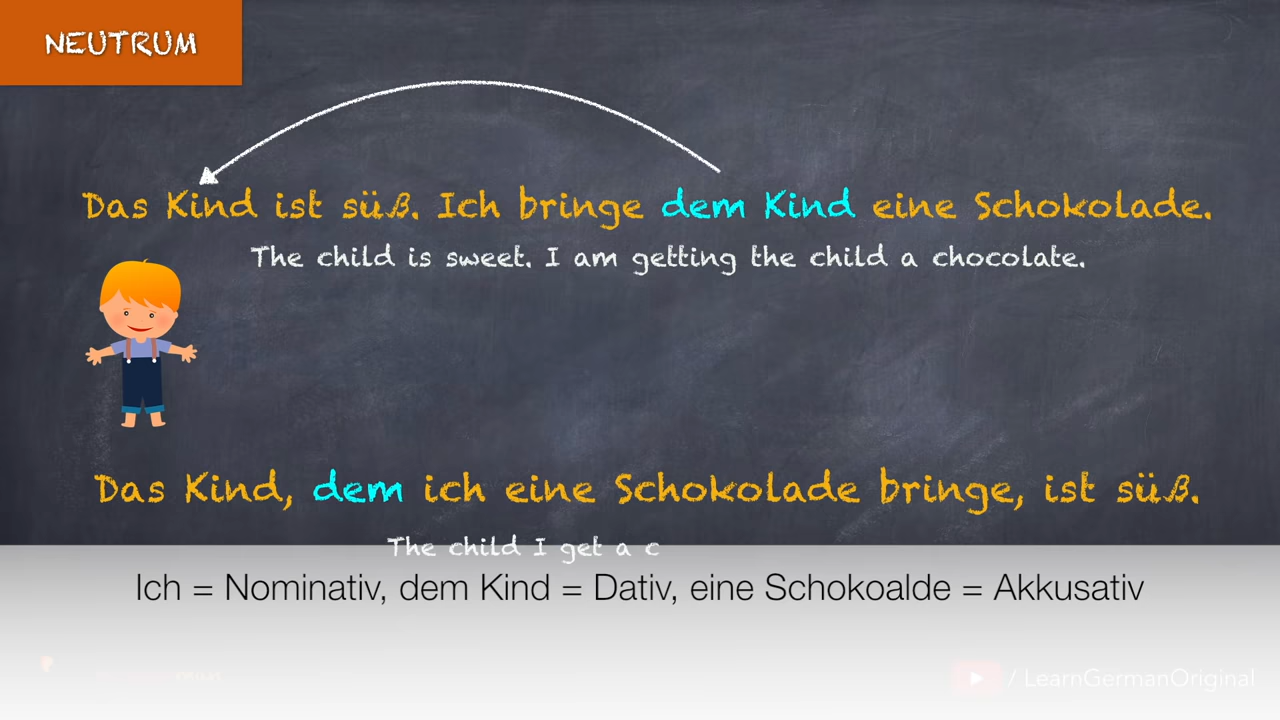 NEUTRUM
Das Kind ist süß. Ich bringe dem Kind eine Schokolade.
The child is sweet. I am getting the child a chocolate.
Das Kind, dem ich eine Schokolade bringe, ist süß.
The child I get a c
Ich = Nominativ, dem Kind = Dativ, eine Schokoalde = Akkusativ
/ LearnGermanOriginal